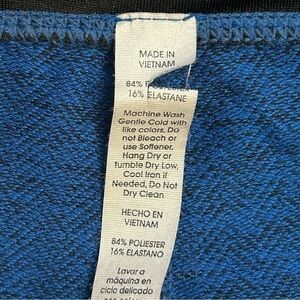 MADE IN
VIETNAM
84%
16% ELASTANE
Machine Wash
Gentle Cold with
like colors, Do
not Bleach or
use Softener,
Hang Dry or
Tumble Dry Low,
Cool Iron if
Needed, Do Not
Dry Clean
HECHO EN
VIETNAM
84% POLIESTER
16% ELASTANO
Lavar a
máquina en
ciclo delicado